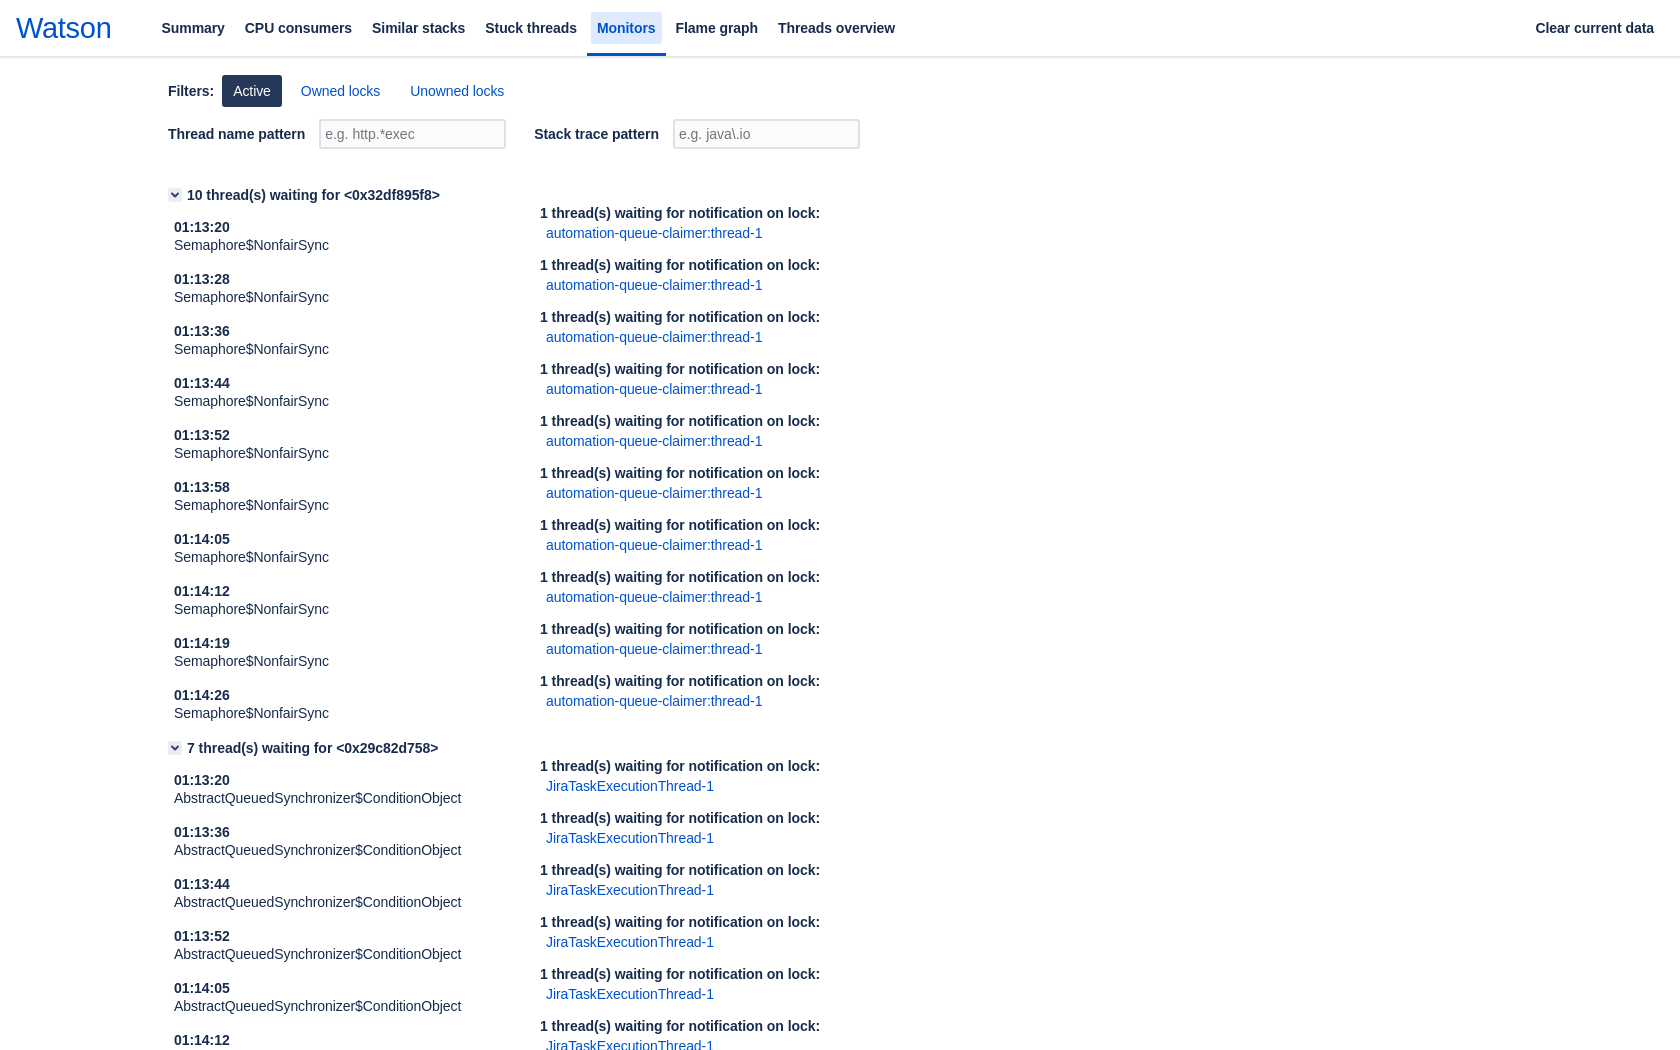 Watson
Summary CPU consumers Similar stacks Stuck threads Monitors Flame graph Threads overview Clear current data
Filters: Active Owned locks Unowned locks
Thread name pattern e.g. http.*exec Stack trace pattern e.g. java\.io
10 thread(s) waiting for <0x32df895f8>
01:13:20
Semaphore$NonfairSync
1 thread(s) waiting for notification on lock:
automation-queue-claimer:thread-1
01:13:28
Semaphore$NonfairSync
1 thread(s) waiting for notification on lock:
automation-queue-claimer:thread-1
01:13:36
Semaphore$NonfairSync
1 thread(s) waiting for notification on lock:
automation-queue-claimer:thread-1
01:13:44
Semaphore$NonfairSync
1 thread(s) waiting for notification on lock:
automation-queue-claimer:thread-1
01:13:52
Semaphore$NonfairSync
1 thread(s) waiting for notification on lock:
automation-queue-claimer:thread-1
01:13:58
Semaphore$NonfairSync
1 thread(s) waiting for notification on lock:
automation-queue-claimer:thread-1
01:14:05
Semaphore$NonfairSync
1 thread(s) waiting for notification on lock:
automation-queue-claimer:thread-1
01:14:12
Semaphore$NonfairSync
1 thread(s) waiting for notification on lock:
automation-queue-claimer:thread-1
01:14:19
Semaphore$NonfairSync
1 thread(s) waiting for notification on lock:
automation-queue-claimer:thread-1
01:14:26
Semaphore$NonfairSync
1 thread(s) waiting for notification on lock:
automation-queue-claimer:thread-1
7 thread(s) waiting for <0x29c82d758>
01:13:20
AbstractQueuedSynchronizer$ConditionObject
1 thread(s) waiting for notification on lock:
JiraTaskExecutionThread-1
01:13:36
AbstractQueuedSynchronizer$ConditionObject
1 thread(s) waiting for notification on lock:
JiraTaskExecutionThread-1
01:13:44
AbstractQueuedSynchronizer$ConditionObject
1 thread(s) waiting for notification on lock:
JiraTaskExecutionThread-1
01:13:52
AbstractQueuedSynchronizer$ConditionObject
1 thread(s) waiting for notification on lock:
JiraTaskExecutionThread-1
01:14:05
AbstractQueuedSynchronizer$ConditionObject
1 thread(s) waiting for notification on lock:
JiraTaskExecutionThread-1
01:14:12
1 thread(s) waiting for notification on lock:
JiraTaskExecutionThread-1